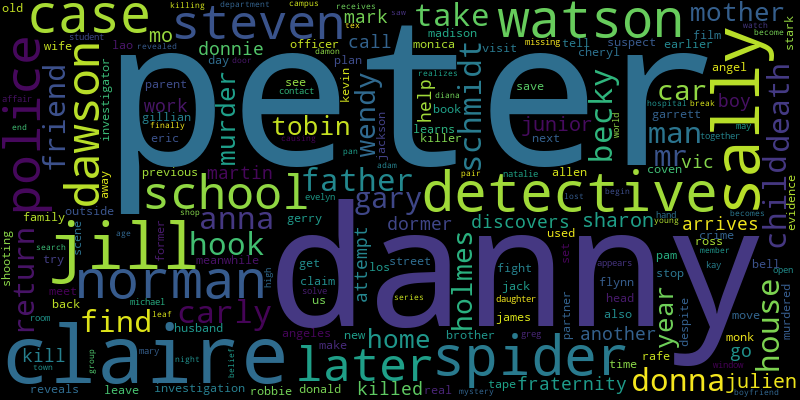 old
case
killing
department
campus
receives
saw
steven
mark
take
watson
mother
student
revealed
damon
tex
officer
monica
madison
film
watch
become
stark
wife
lao
mo
donnie
call
visit
tell
suspect
earlier
missing
police
friend
dawson
investigator
parent
day
plan
door
see
contact
kevin
help
realizes
diana
cheryl
angel
save
car
hospital
break
boy
sally
childdeath
affair
work
gillian
finally
murder
tobin
wendy
jackson
book
learns
killer
schmidt
junior
next
becky
world
man
garrett
may
together
mr
vic
coven
evidence
peter
end
eric
previous
martin
pan
adam
natalie
allen
begin
pair
lost
away
school
evelyn
father
detective
family
outside
shop
anna
gary
dormer
discovers
sharon
arrives
hand
young
becomes
shooting
meet
scene
jill
hook
gerry
attempt
holmes
used
set
crime
ross
member
kay
return
try
search
age
former
meanwhile
high
get
claim
us
los
street
fight
jack
daughter
appears
flynn
head
pam
stop
bell
open
back
michael
norman
danny
series
solve
angeles
james
partner
also
year
despite
murdered
move
room
find
leaf
carly
husband
new
brother
greg
another
house
monk
claire
make
home
window
kill
town
group
mary
night
belief
later
spider
time
rafe
go
mystery
reveals
leave
investigation
robbie
donald
killed
real
tape
fraternity
donna
julien
boyfriend